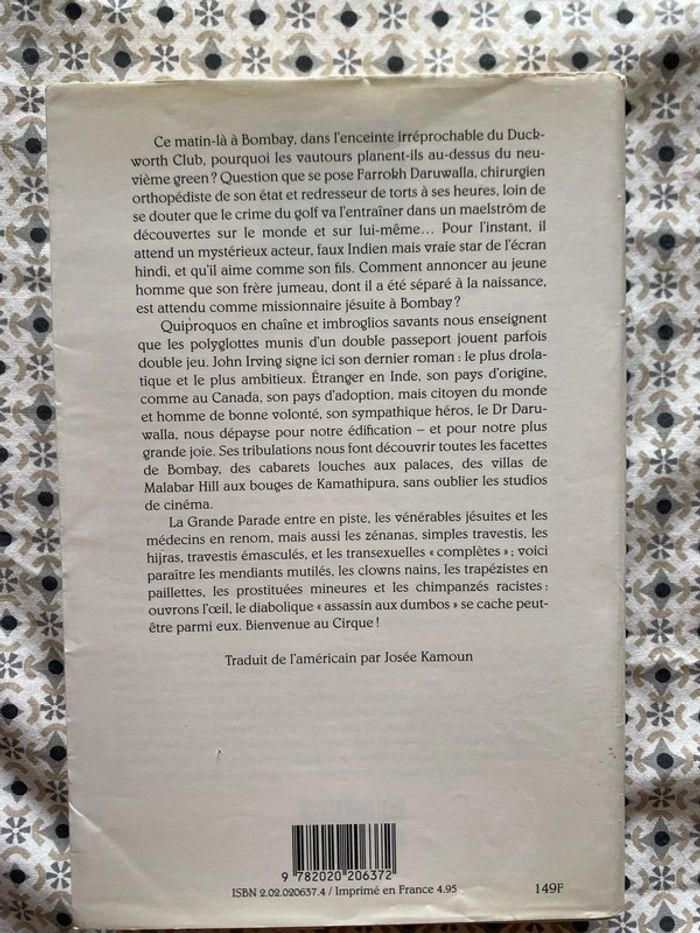 Ce matin-là à Bombay, dans l'enceinte irréprochable du Duck-
worth Club, pourquoi les vautours planent-ils au-dessus du neu-
vième green ? Question que se pose Farrokh Daruwalla, chirurgien
orthopédiste de son état et redresseur de torts à ses heures, loin de
se douter que le crime du golf va l'entraîner dans un maelström de
découvertes sur le monde et sur lui-même... Pour l'instant, il
attend un mystérieux acteur, faux Indien mais vraie star de l'écran
hindi, et qu'il aime comme son fils. Comment annoncer au jeune
homme que son frère jumeau, dont il a été séparé à la naissance,
est attendu comme missionnaire jésuite à Bombay ?
Quiproquos en chaîne et imbroglios savants nous enseignent
que les polyglottes munis d'un double passeport jouent parfois
double jeu. John Irving signe ici son dernier roman : le plus drola-
tique et le plus ambitieux. Étranger en Inde, son pays d'origine,
comme au Canada, son pays d'adoption, mais citoyen du monde
et homme de bonne volonté, son sympathique héros, le Dr Daru-
walla, nous dépayse pour notre édification – et pour notre plus
grande joie. Ses tribulations nous font découvrir toutes les facettes
de Bombay, des cabarets louches aux palaces, des villas de
Malabar Hill aux bouges de Kamathipura, sans oublier les studios
de cinéma.
La Grande Parade entre en piste, les vénérables jésuites et les
médecins en renom, mais aussi les zénanas, simples travestis, les
hijras, travestis émasculés, et les transexuelles « complètes » ; voici
paraître les mendiants mutilés, les clowns nains, les trapézistes en
paillettes, les prostituées mineures et les chimpanzés racistes :
ouvrons l'œil, le diabolique « assassin aux dumbos » se cache peut-
être parmi eux. Bienvenue au Cirque !
Traduit de l'américain par Josée Kamoun
9 782020 206372
ISBN 2.02.020637.4 / Imprimé en France 4.95
149F